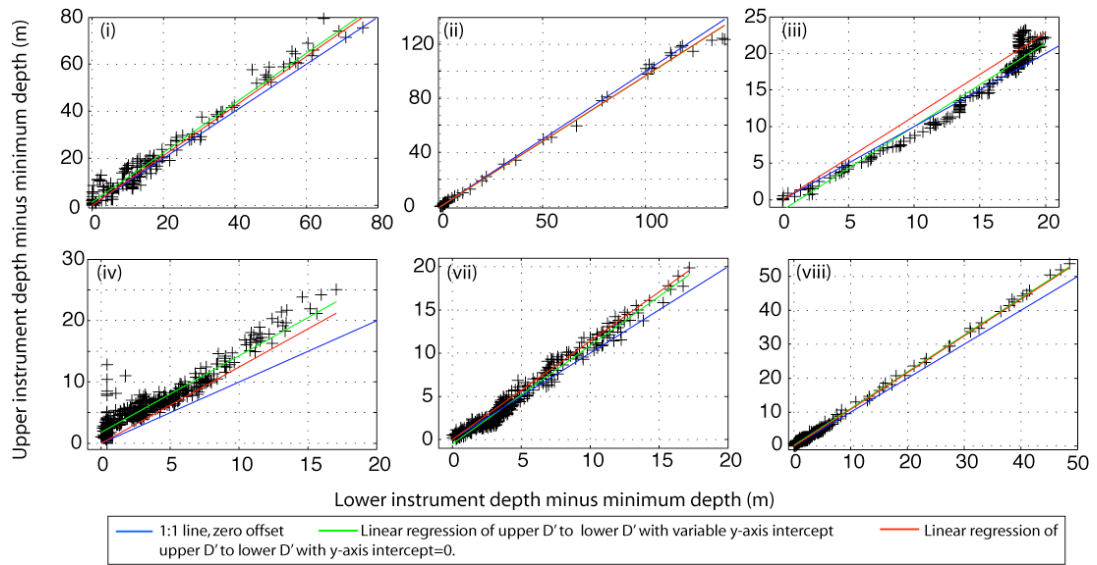 Upper instrument depth minus minimum depth (m)
(i)
80
60
40
20
0
0 20 40 60 80
(ii)
120
80
40
0
50 100
(iii)
25
20
15
10
5
0
0 5 10 15 20
(iv)
30
20
10
0
0 5 10 15 20
(vii)
20
15
10
5
0
0 5 10 15 20
(viii)
50
40
30
20
10
0
0 10 20 30 40 50
Lower instrument depth minus minimum depth (m)
1:1 line, zero offset Linear regression of upper D' to lower D' with variable y-axis intercept Linear regression of
upper D' to lower D' with y-axis intercept=0.